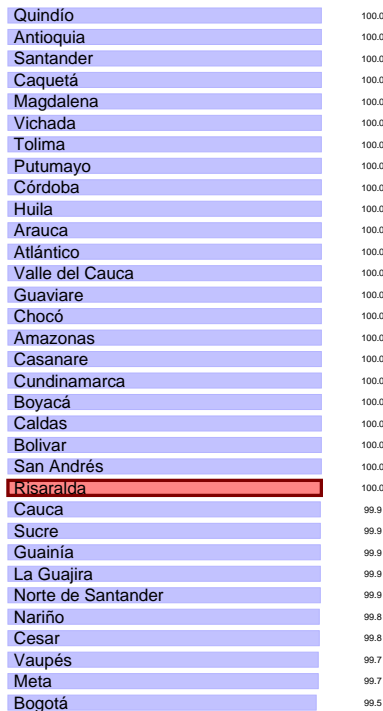 Quindío 100.0
Antioquia 100.0
Santander 100.0
Caquetá 100.0
Magdalena 100.0
Vichada 100.0
Tolima 100.0
Putumayo 100.0
Córdoba 100.0
Huila 100.0
Arauca 100.0
Atlántico 100.0
Valle del Cauca 100.0
Guaviare 100.0
Chocó 100.0
Amazonas 100.0
Casanare 100.0
Cundinamarca 100.0
Boyacá 100.0
Caldas 100.0
Bolivar 100.0
San Andrés 100.0
Risaralda 100.0
Cauca 99.9
Sucre 99.9
Guainía 99.9
La Guajira 99.9
Norte de Santander 99.9
Nariño 99.8
Cesar 99.8
Vaupés 99.7
Meta 99.7
Bogotá 99.5